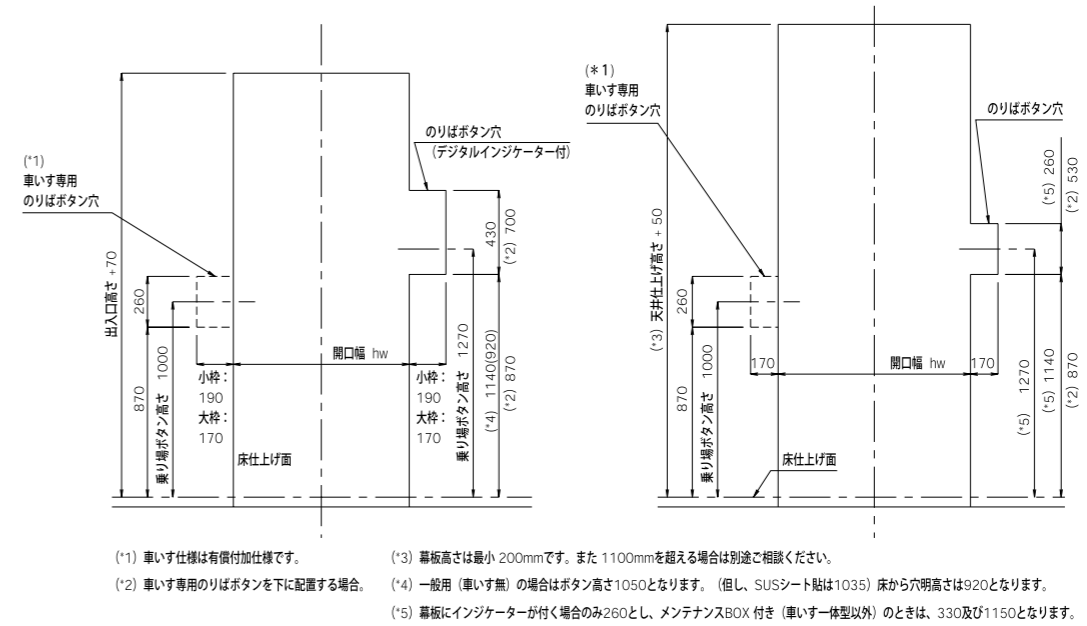 (*1)
車いす専用
のりばボタン穴
のりばボタン穴
(デジタルインジケーター付)
出入口高さ +70
260
870
乗り場ボタン高さ 1000
開口幅 hw
小枠：
190
大枠：
170
小枠：
190
大枠：
170
430
(*2) 700
乗り場ボタン高さ 1270
(*4) 1140(920)
(*2) 870
床仕上げ面
(＊1)
車いす専用
のりばボタン穴
のりばボタン穴
(*5) 260
(*2) 530
(*3) 天井仕上げ高さ + 50
260
870
乗り場ボタン高さ 1000
170
開口幅 hw
170
(*5) 1270
(*5) 1140
(*2) 870
床仕上げ面
(*1) 車いす仕様は有償付加仕様です。
(*2) 車いす専用のりばボタンを下に配置する場合。
(*3) 幕板高さは最小 200mmです。また 1100mmを超える場合は別途ご相談ください。
(*4) 一般用（車いす無）の場合はボタン高さ1050となります。（但し、SUSシート貼は1035）床から穴明高さは920となります。
(*5) 幕板にインジケーターが付く場合のみ260とし、メンテナンスBOX 付き（車いす一体型以外）のときは、330及び1150となります。